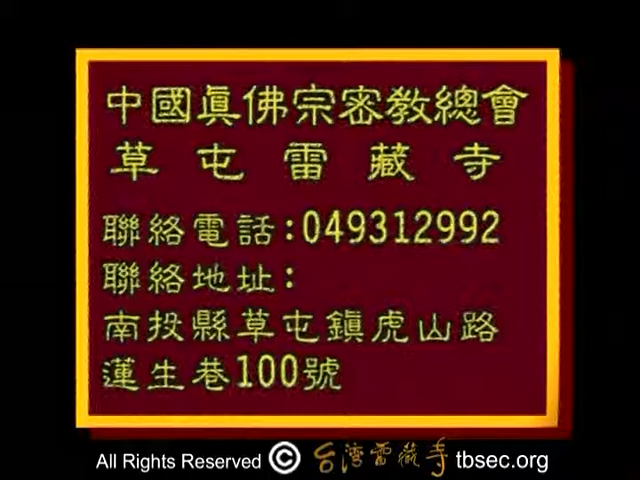 中國眞佛宗密教總會
草屯雷藏寺
聯絡電話:049312992
聯絡地址:
南投縣草屯鎮虎山路
蓮生巷100號
All Rights Reserved © 台灣雷藏寺 tbsec.org